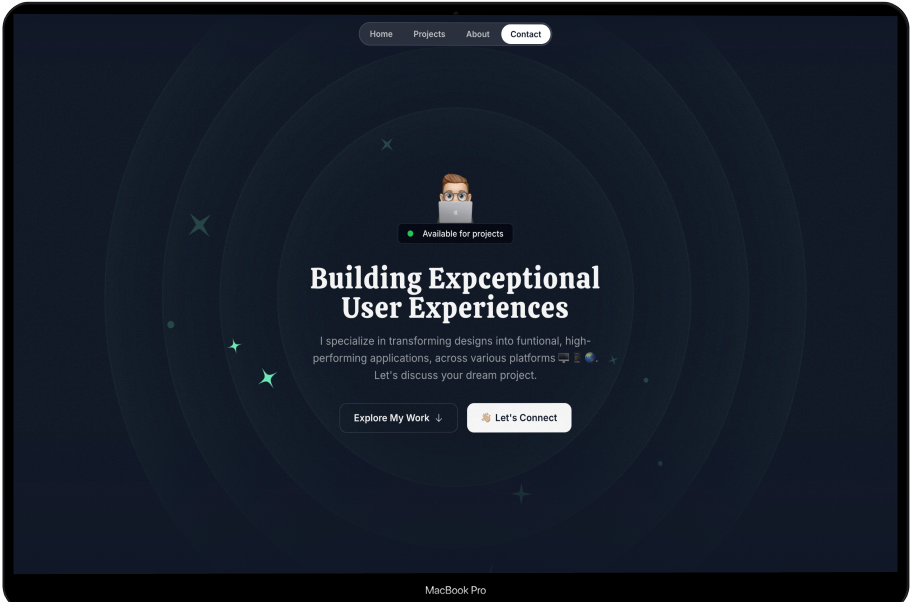 Home Projects About Contact
Available for projects
Building Expceptional
User Experiences
I specialize in transforming designs into funtional, high-
performing applications, across various platforms 🖥️ 📱 🌏.
Let's discuss your dream project.
Explore My Work ↓ 👋🏼 Let's Connect
MacBook Pro